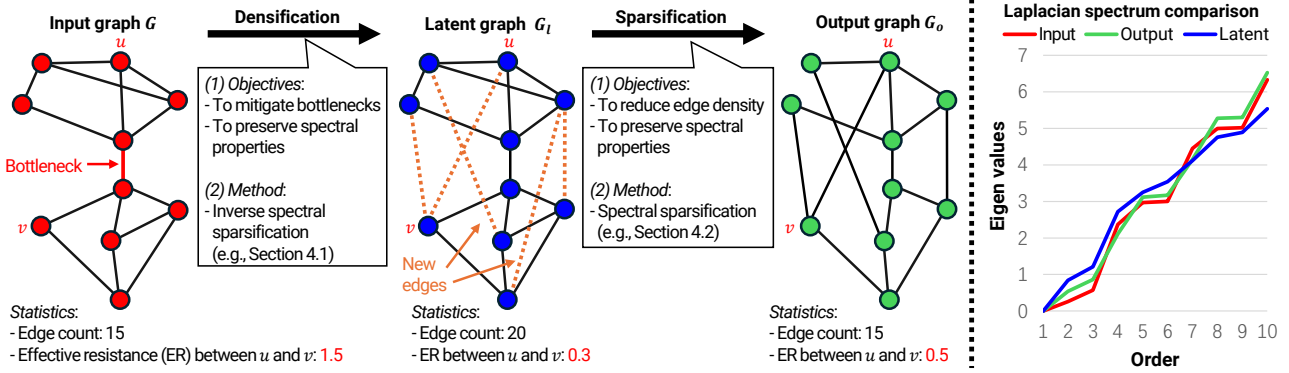 Input graph G
u
Bottleneck
v
Statistics:
- Edge count: 15
- Effective resistance (ER) between u and v: 1.5
Densification
(1) Objectives:
- To mitigate bottlenecks
- To preserve spectral
properties
(2) Method:
- Inverse spectral
sparsification
(e.g., Section 4.1)
Latent graph Gl
u
v
New
edges
Statistics:
- Edge count: 20
- ER between u and v: 0.3
Sparsification
(1) Objectives:
- To reduce edge density
- To preserve spectral
properties
(2) Method:
- Spectral sparsification
(e.g., Section 4.2)
Output graph Go
u
v
Statistics:
- Edge count: 15
- ER between u and v: 0.5
Laplacian spectrum comparison
Input Output Latent
Eigen values
7
6
5
4
3
2
1
0
1 2 3 4 5 6 7 8 9 10
Order